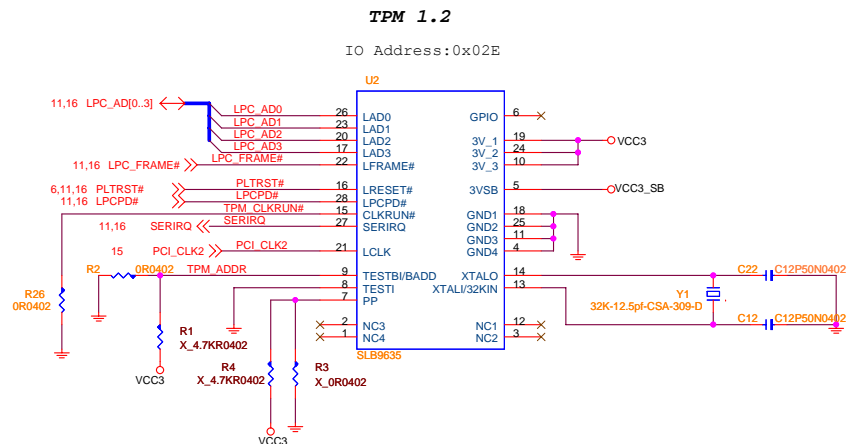 TPM 1.2
IO Address:0x02E
U2
11,16 LPC_AD[0..3]
LPC_AD0 26 LAD0 GPIO 6
LPC_AD1 23 LAD1
LPC_AD2 20 LAD2 3V_1 19 VCC3
LPC_AD3 17 LAD3 3V_2 24
11,16 LPC_FRAME# LPC_FRAME# 22 LFRAME# 3V_3 10
6,11,16 PLTRST# PLTRST# 16 LRESET# 3VSB 5 VCC3_SB
11,16 LPCPD# LPCPD# 28 LPCPD#
TPM_CLKRUN# 15 CLKRUN# GND1 18
11,16 SERIRQ SERIRQ 27 SERIRQ GND2 25
GND3 11
15 PCI_CLK2 PCI_CLK2 21 LCLK GND4 4
R2 0R0402 TPM_ADDR 9 TESTBI/BADD XTALO 14 C22 C12P50N0402
8 TESTI XTALI/32KIN 13
R26
0R0402
7 PP
Y1
32K-12.5pf-CSA-309-D
2 NC3 NC1 12 C12 C12P50N0402
1 NC4 NC2 3
SLB9635
R1
X_4.7KR0402
VCC3
R4
X_4.7KR0402
VCC3
R3
X_0R0402